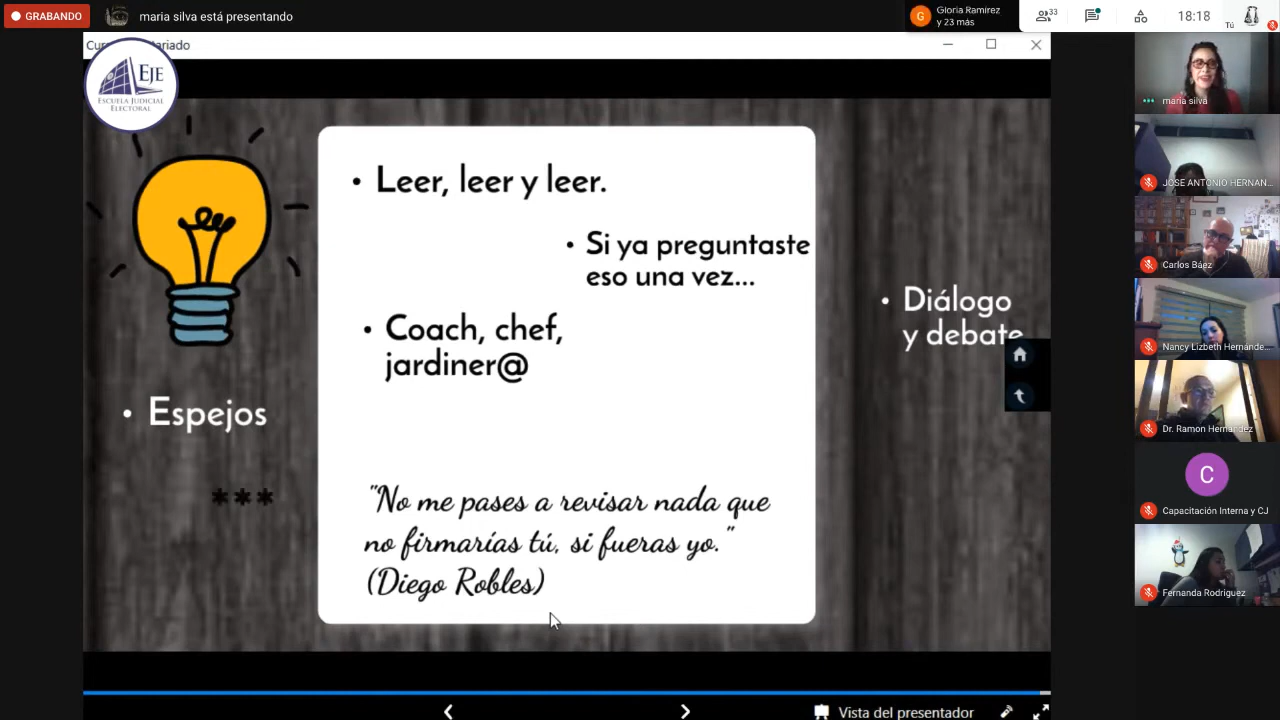 GRABANDO
maria silva está presentando
G
Gloria Ramirez
y 23 más
33
18:18
Tú
EJE
ESCUELA JUDICIAL
ELECTORAL
• Leer, leer y leer.
• Si ya preguntaste
eso una vez...
• Coach, chef,
jardiner@
• Diálogo
y debate
• Espejos
***
"No me pases a revisar nada que
no firmarías tú, si fueras yo."
(Diego Robles)
Vista del presentador
maria silva
JOSE ANTONIO HERNAN...
Carlos Báez
Nancy Lizbeth Hernánde...
Dr. Ramon Hernández
C
Capacitación Interna y CJ
Fernanda Rodriguez